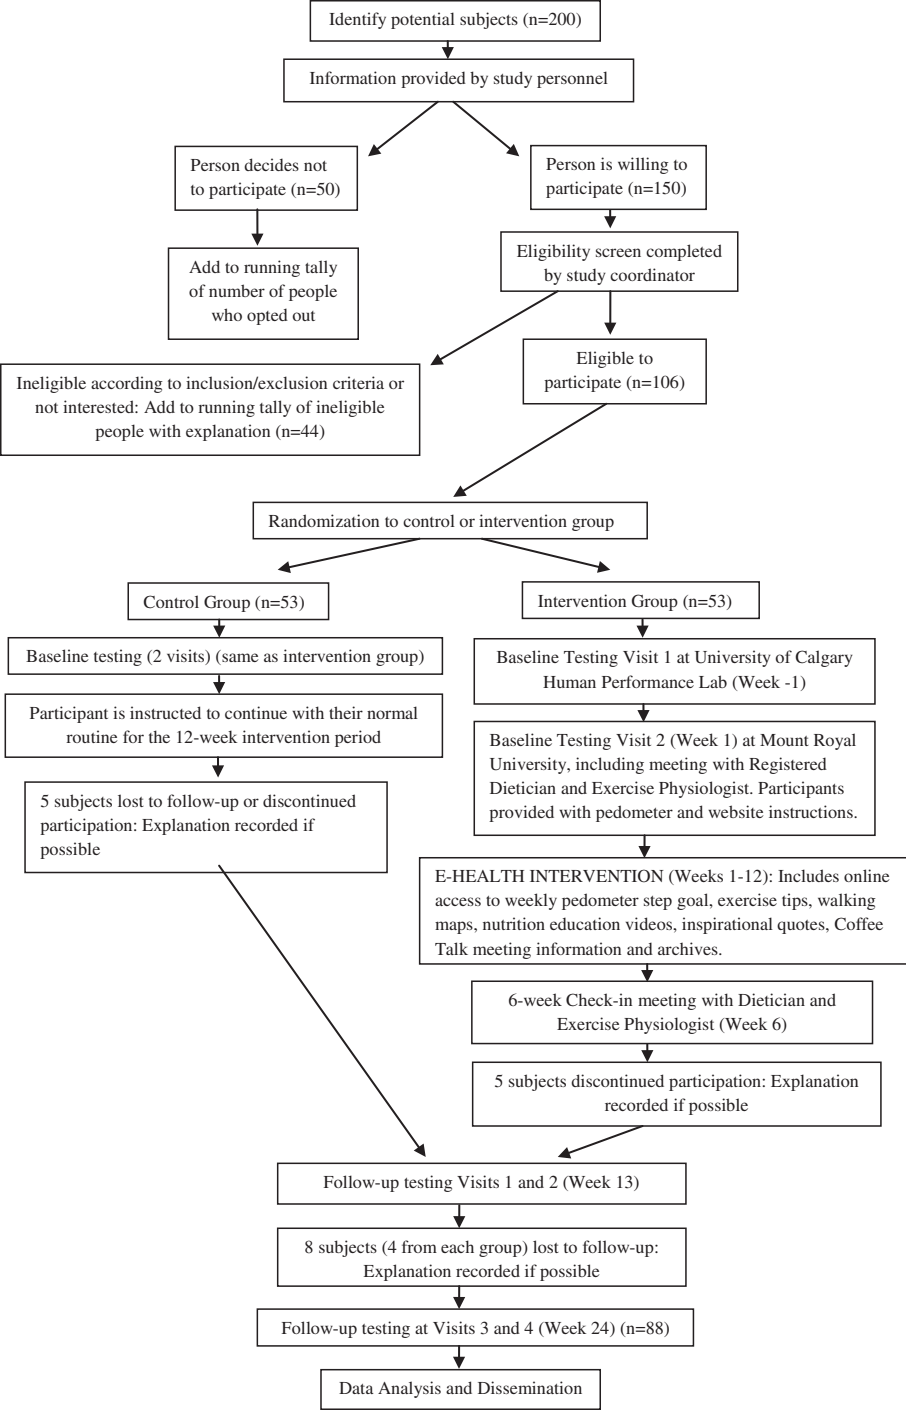 Identify potential subjects (n=200)
Information provided by study personnel
Person decides not
to participate (n=50)
Person is willing to
participate (n=150)
Add to running tally
of number of people
who opted out
Eligibility screen completed
by study coordinator
Ineligible according to inclusion/exclusion criteria or
not interested: Add to running tally of ineligible
people with explanation (n=44)
Eligible to
participate (n=106)
Randomization to control or intervention group
Control Group (n=53)
Baseline testing (2 visits) (same as intervention group)
Participant is instructed to continue with their normal
routine for the 12-week intervention period
5 subjects lost to follow-up or discontinued
participation: Explanation recorded if
possible
Intervention Group (n=53)
Baseline Testing Visit 1 at University of Calgary
Human Performance Lab (Week -1)
Baseline Testing Visit 2 (Week 1) at Mount Royal
University, including meeting with Registered
Dietician and Exercise Physiologist. Participants
provided with pedometer and website instructions.
E-HEALTH INTERVENTION (Weeks 1-12): Includes online
access to weekly pedometer step goal, exercise tips, walking
maps, nutrition education videos, inspirational quotes, Coffee
Talk meeting information and archives.
6-week Check-in meeting with Dietician and
Exercise Physiologist (Week 6)
5 subjects discontinued participation: Explanation
recorded if possible
Follow-up testing Visits 1 and 2 (Week 13)
8 subjects (4 from each group) lost to follow-up:
Explanation recorded if possible
Follow-up testing at Visits 3 and 4 (Week 24) (n=88)
Data Analysis and Dissemination